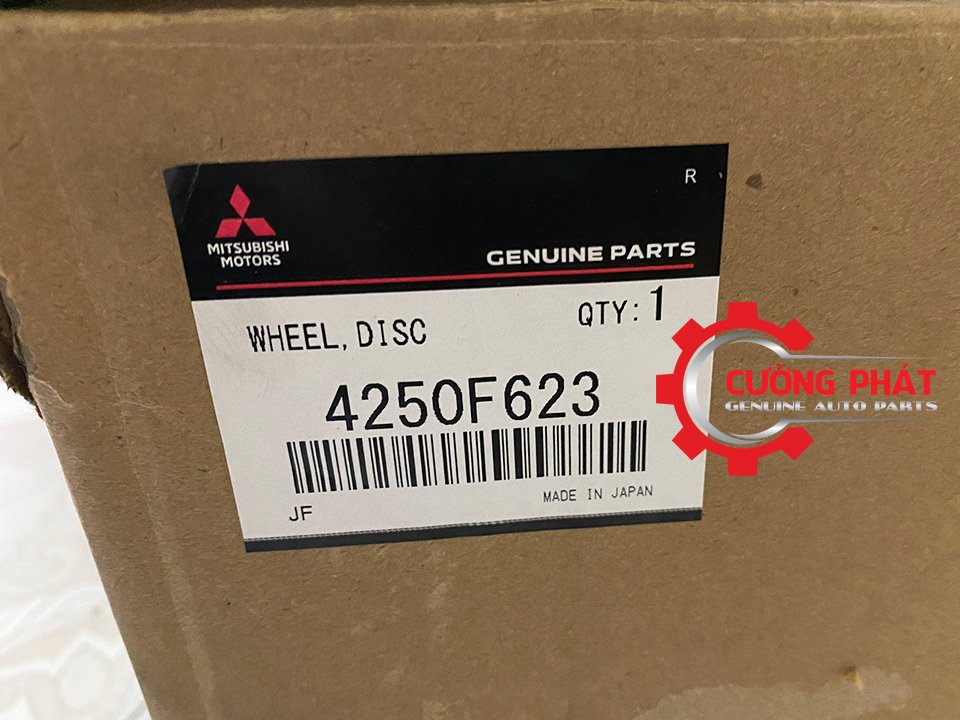 R
MITSUBISHI
MOTORS
GENUINE PARTS
WHEEL, DISC
QTY: 1
4250F623
MADE IN JAPAN
JF
CƯỜNG PHÁT
GENUINE AUTO PARTS